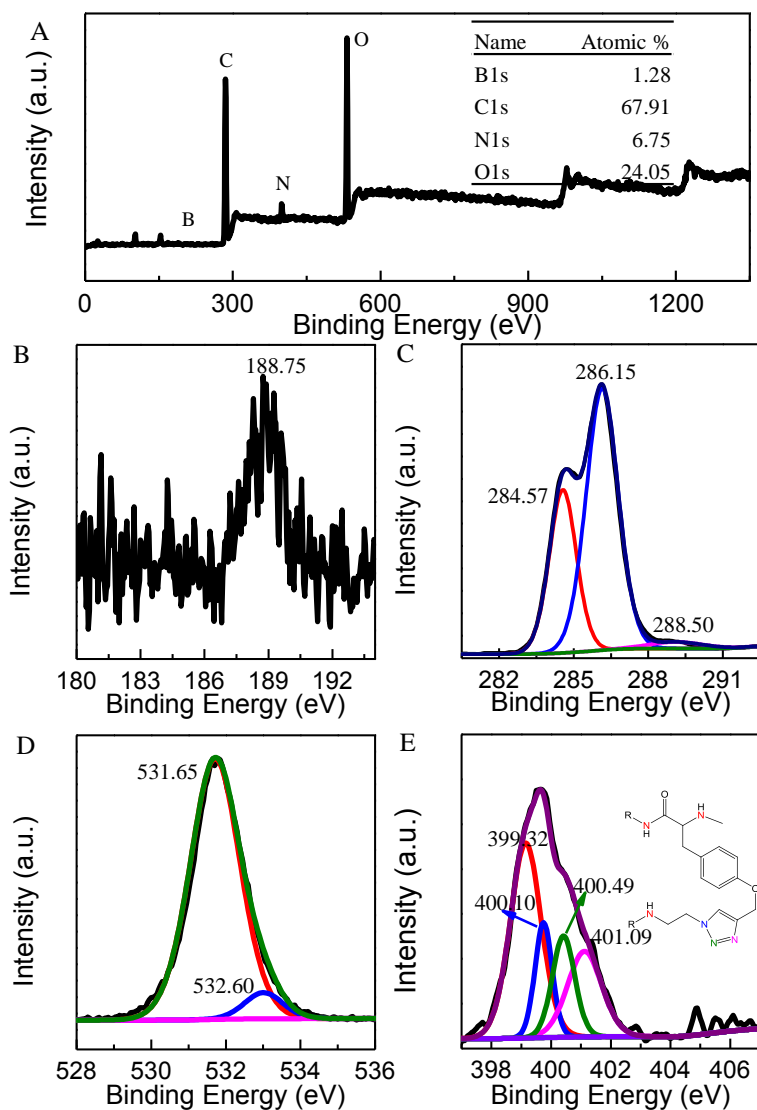 A
C
O
N
B
Name Atomic %
B1s 1.28
C1s 67.91
N1s 6.75
O1s 24.05
Intensity (a.u.)
0 300 600 900 1200
Binding Energy (eV)
B
188.75
Intensity (a.u.)
180 183 186 189 192
Binding Energy (eV)
C
286.15
284.57
288.50
Intensity (a.u.)
282 285 288 291
Binding Energy (eV)
D
531.65
532.60
Intensity (a.u.)
528 530 532 534 536
Binding Energy (eV)
E
399.32
400.10
400.49
401.09
O
H
N
R
N
H
O
H
N
R
N
N
N
Intensity (a.u.)
398 400 402 404 406
Binding Energy (eV)